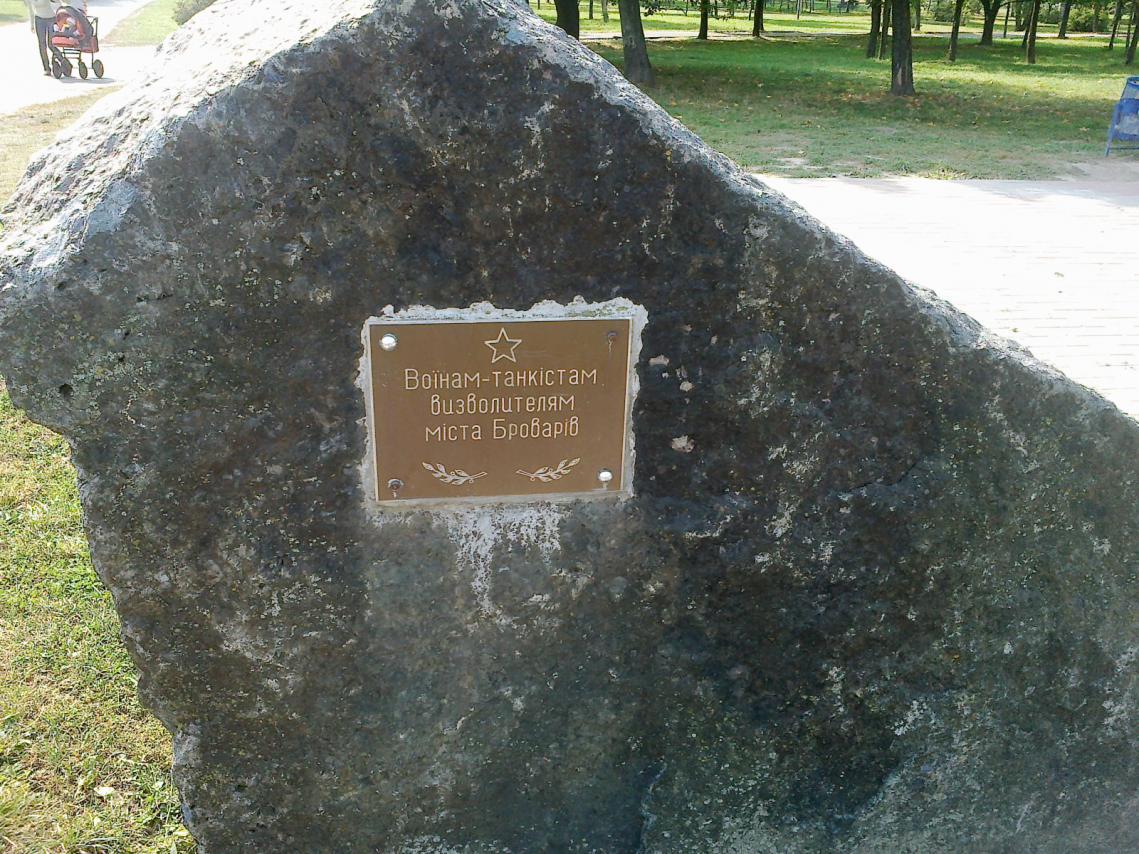 Воїнам-танкістам
визволителям
міста Броварів